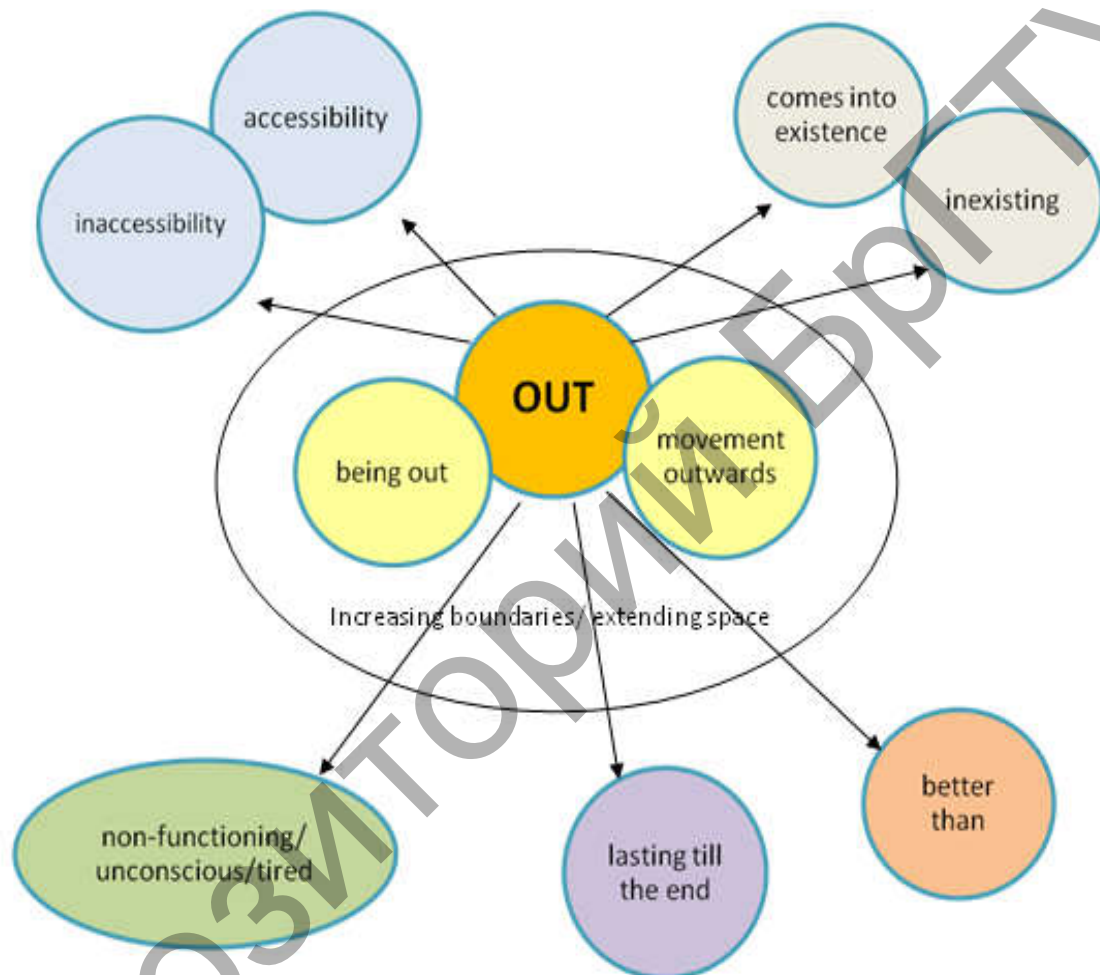 accessibility
inaccessibility
comes into
existence
inexisting
OUT
being out
movement
outwards
Increasing boundaries/ extending space
non-functioning/
unconscious/tired
lasting till
the end
better
than
БрГТУ